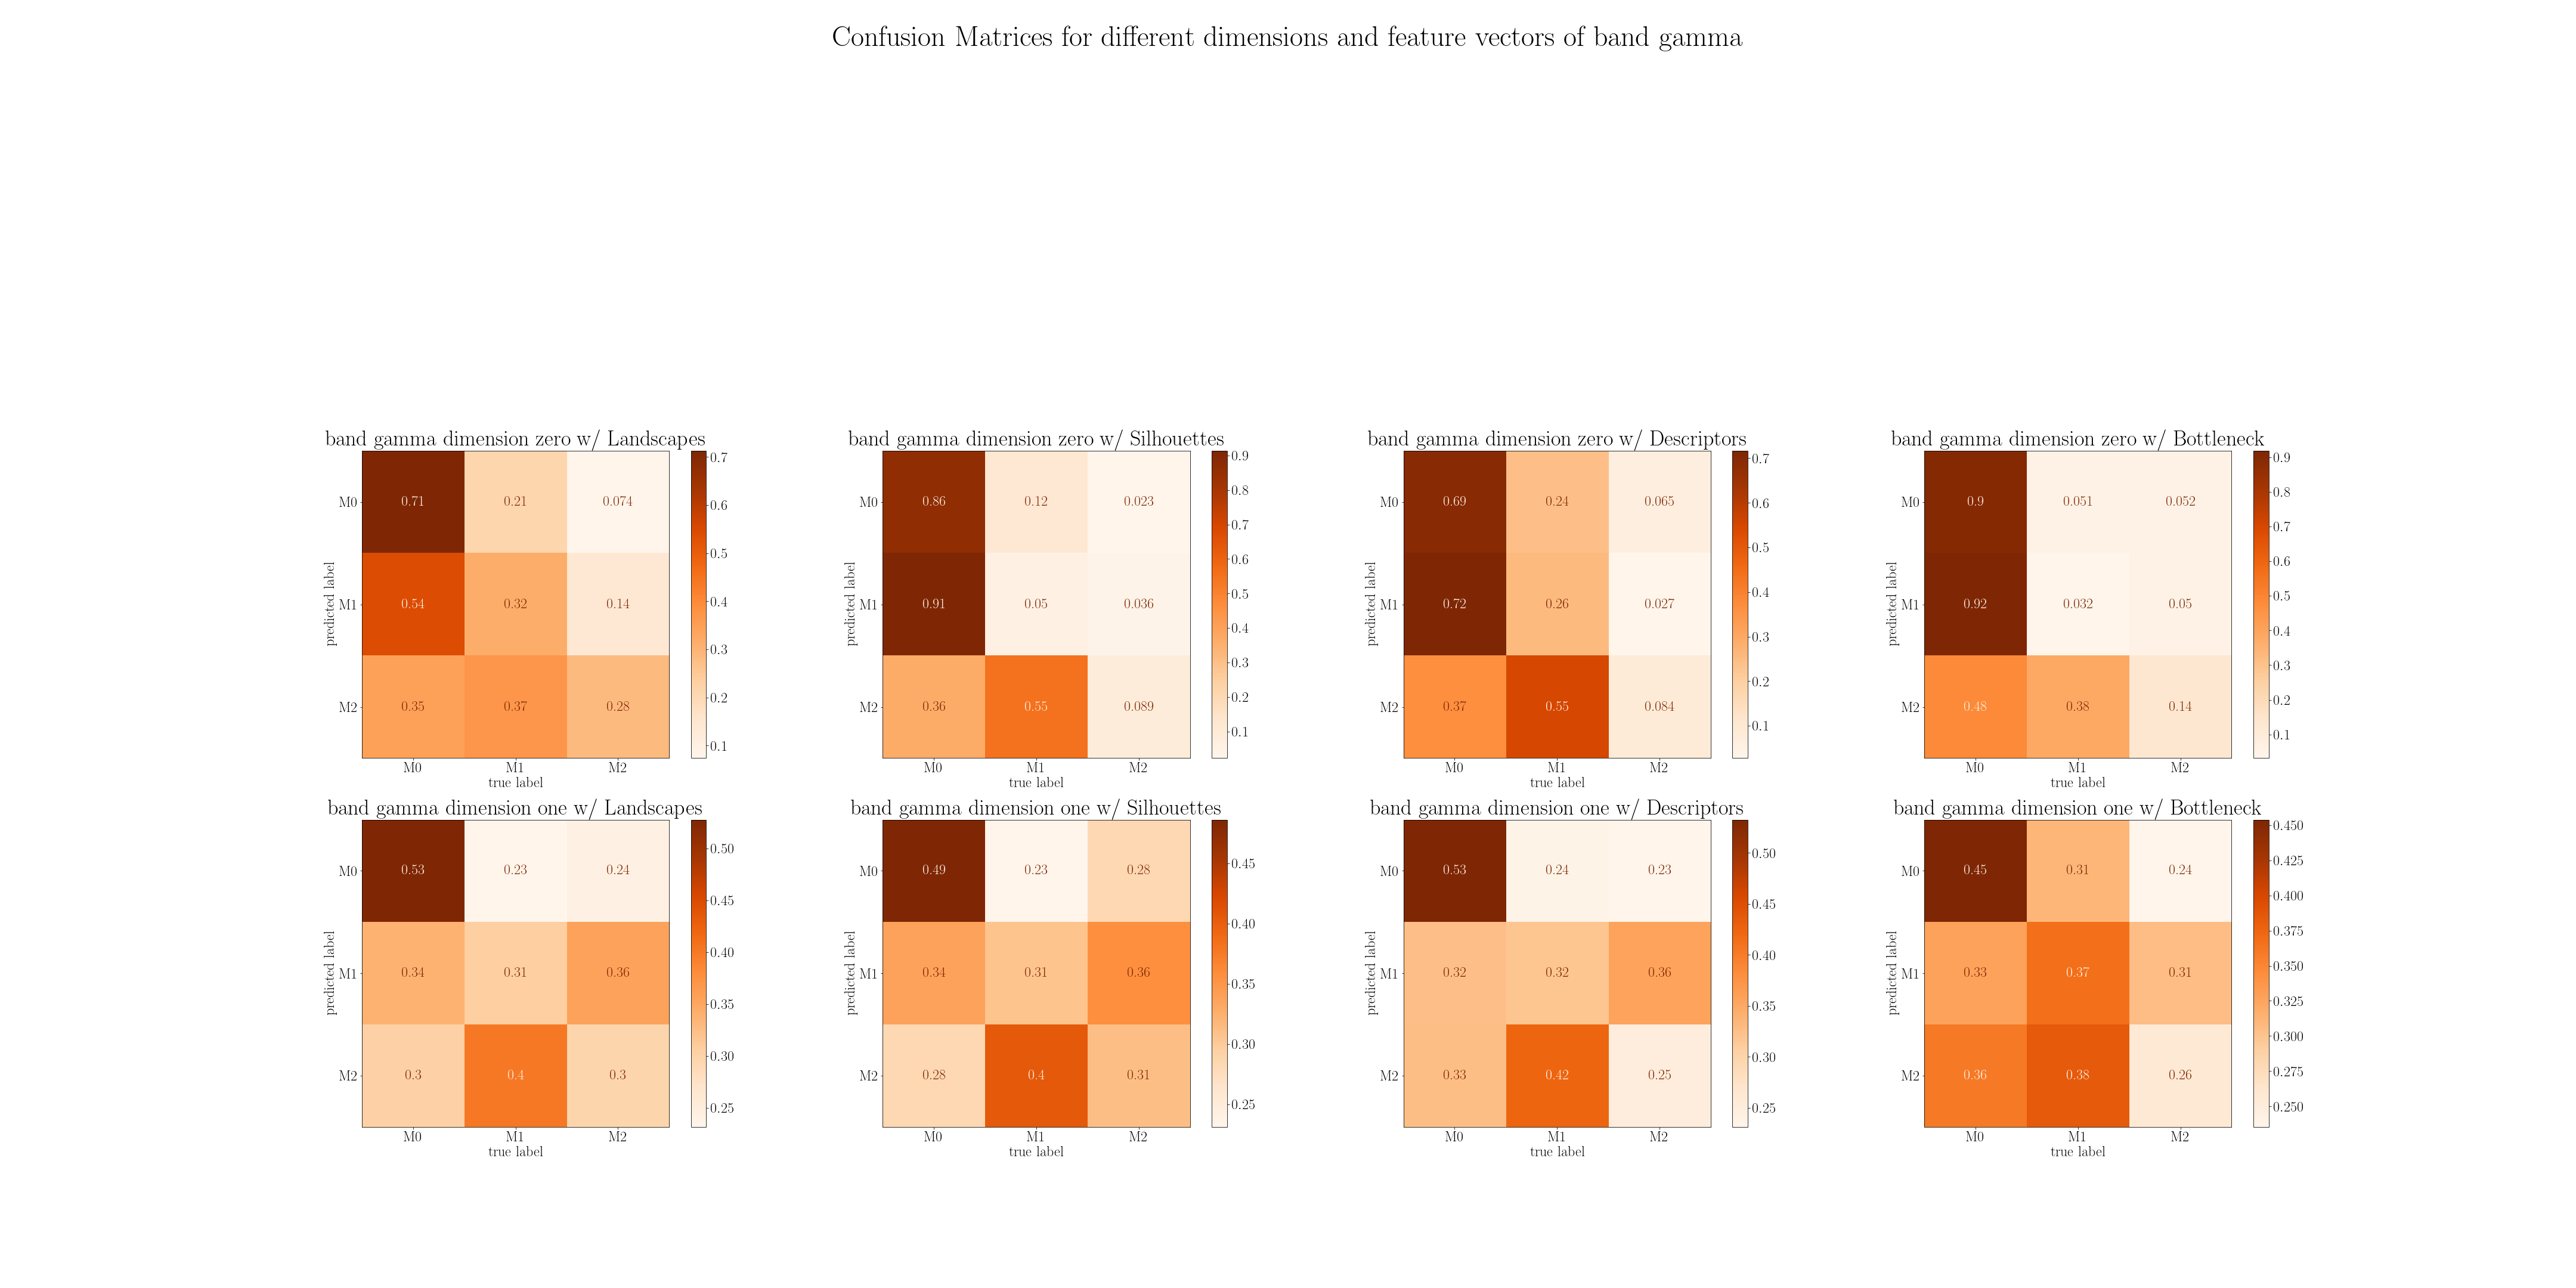 Confusion Matrices for different dimensions and feature vectors of band gamma
band gamma dimension zero w/ Landscapes
0.71 0.21 0.074
0.54 0.32 0.14
0.35 0.37 0.28
M0
M1
M2
predicted label
M0 M1 M2
true label
0.7
0.6
0.5
0.4
0.3
0.2
0.1
band gamma dimension zero w/ Silhouettes
0.86 0.12 0.023
0.91 0.05 0.036
0.36 0.55 0.089
M0
M1
M2
predicted label
M0 M1 M2
true label
0.9
0.8
0.7
0.6
0.5
0.4
0.3
0.2
0.1
band gamma dimension zero w/ Descriptors
0.69 0.24 0.065
0.72 0.26 0.027
0.37 0.55 0.084
M0
M1
M2
predicted label
M0 M1 M2
true label
0.7
0.6
0.5
0.4
0.3
0.2
0.1
band gamma dimension zero w/ Bottleneck
0.9 0.051 0.052
0.92 0.032 0.05
0.48 0.38 0.14
M0
M1
M2
predicted label
M0 M1 M2
true label
0.9
0.8
0.7
0.6
0.5
0.4
0.3
0.2
0.1
band gamma dimension one w/ Landscapes
0.53 0.23 0.24
0.34 0.31 0.36
0.3 0.4 0.3
M0
M1
M2
predicted label
M0 M1 M2
true label
0.50
0.45
0.40
0.35
0.30
0.25
band gamma dimension one w/ Silhouettes
0.49 0.23 0.28
0.34 0.31 0.36
0.28 0.4 0.31
M0
M1
M2
predicted label
M0 M1 M2
true label
0.45
0.40
0.35
0.30
0.25
band gamma dimension one w/ Descriptors
0.53 0.24 0.23
0.32 0.32 0.36
0.33 0.42 0.25
M0
M1
M2
predicted label
M0 M1 M2
true label
0.50
0.45
0.40
0.35
0.30
0.25
band gamma dimension one w/ Bottleneck
0.45 0.31 0.24
0.33 0.37 0.31
0.36 0.38 0.26
M0
M1
M2
predicted label
M0 M1 M2
true label
0.450
0.425
0.400
0.375
0.350
0.325
0.300
0.275
0.250